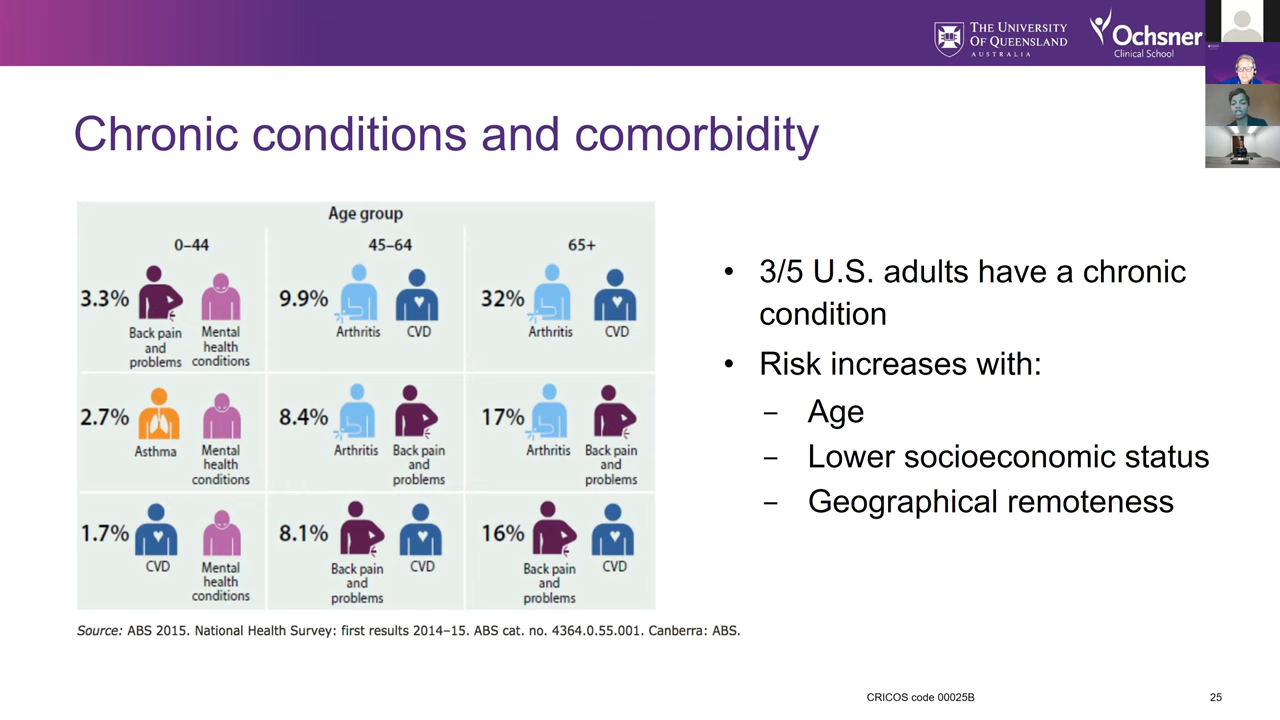 THE UNIVERSITY
OF QUEENSLAND
AUSTRALIA
Ochsner
Clinical School
Chronic conditions and comorbidity
Age group
0–44
45–64
65+
3.3%
Back pain
and
problems
Mental
health
conditions
9.9%
Arthritis
CVD
32%
Arthritis
CVD
2.7%
Asthma
Mental
health
conditions
8.4%
Arthritis
Back pain
and
problems
17%
Arthritis
Back pain
and
problems
1.7%
CVD
Mental
health
conditions
8.1%
Back pain
and
problems
CVD
16%
Back pain
and
problems
CVD
Source: ABS 2015. National Health Survey: first results 2014–15. ABS cat. no. 4364.0.55.001. Canberra: ABS.
• 3/5 U.S. adults have a chronic
condition
• Risk increases with:
– Age
– Lower socioeconomic status
– Geographical remoteness
CRICOS code 00025B
25